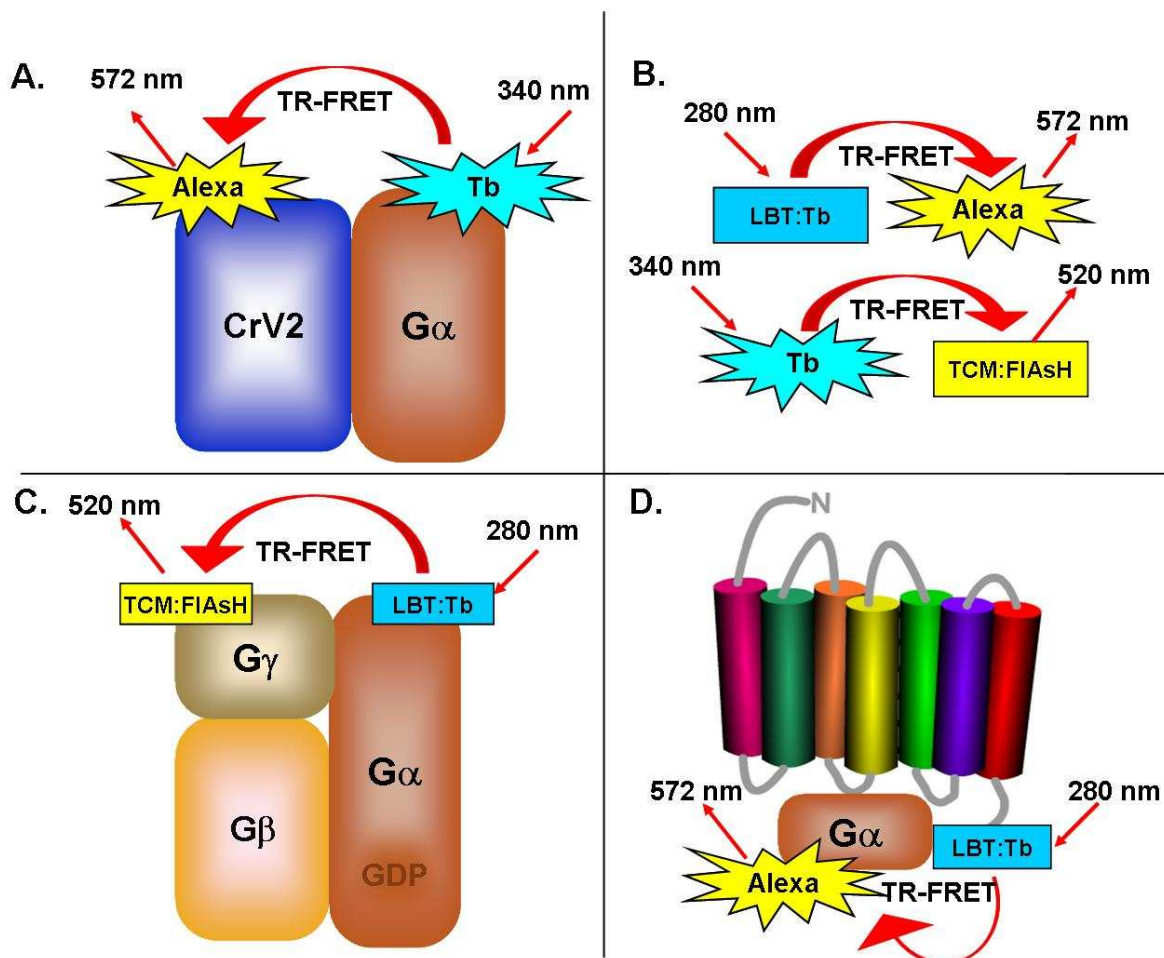 A.
572 nm
TR-FRET
340 nm
Alexa
Tb
CrV2
Gα
B.
280 nm
TR-FRET
572 nm
LBT:Tb
Alexa
340 nm
TR-FRET
520 nm
Tb
TCM:FlAsH
C.
520 nm
TR-FRET
280 nm
TCM:FlAsH
LBT:Tb
Gγ
Gα
Gβ
GDP
D.
N
572 nm
280 nm
Gα
LBT:Tb
Alexa
TR-FRET